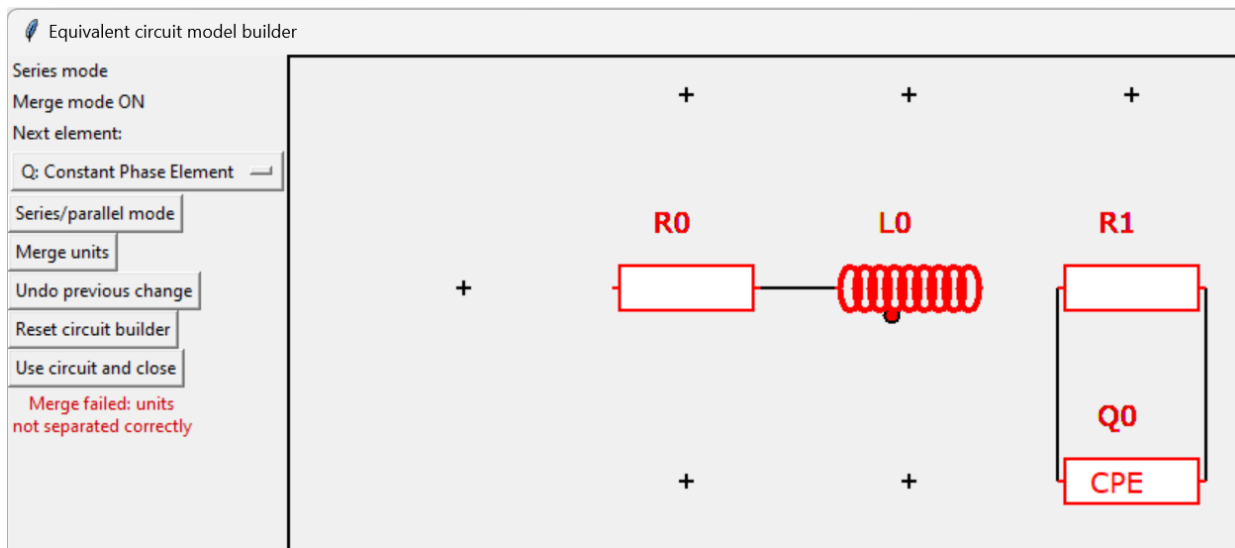 Equivalent circuit model builder
Series mode
Merge mode ON
Next element:
Q: Constant Phase Element
Series/parallel mode
Merge units
Undo previous change
Reset circuit builder
Use circuit and close
Merge failed: units
not separated correctly
R0 L0 R1
Q0
CPE